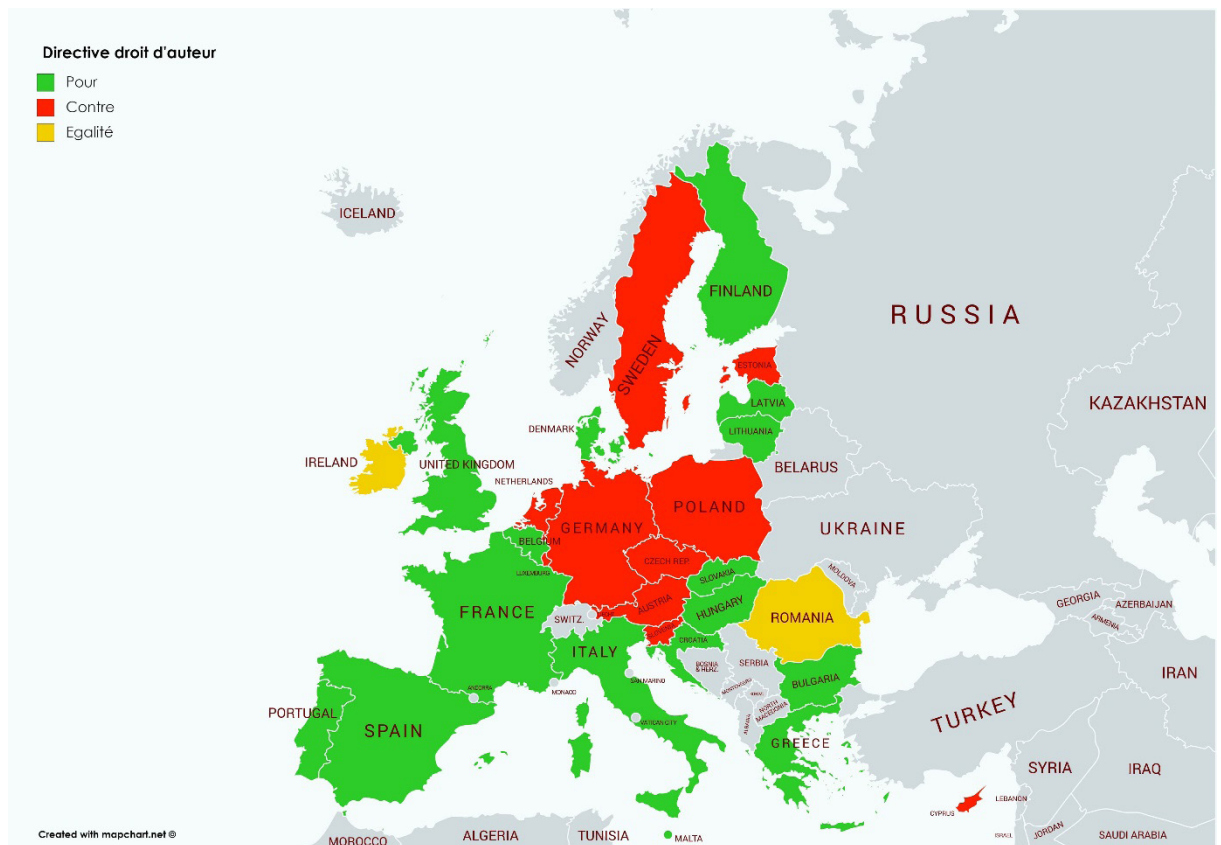 Directive droit d'auteur
Pour
Contre
Egalité
ICELAND
FINLAND
RUSSIA
NORWAY
SWEDEN
ESTONIA
KAZAKHSTAN
LATVIA
DENMARK
LITHUANIA
IRELAND
UNITED KINGDOM
BELARUS
NETHERLANDS
POLAND
GERMANY
UKRAINE
BELGIUM
CZECH REP.
LUXEMBOURG
SLOVAKIA
MOLDOVA
AUSTRIA
HUNGARY
GEORGIA
AZERBAIJAN
FRANCE
SWITZ.
ROMANIA
ARMENIA
SLOVENIA
CROATIA
ITALY
BOSNIA
& HERZ.
SERBIA
IRAN
SAN MARINO
BULGARIA
ANDORRA
MONACO
MONTENEGRO
NORTH
MACEDONIA
PORTUGAL
SPAIN
VATICAN CITY
ALBANIA
TURKEY
GREECE
SYRIA
IRAQ
LEBANON
CYPRUS
Created with mapchart.net ©
MOROCCO
ALGERIA
TUNISIA
MALTA
ISRAEL
JORDAN
SAUDI ARABIA